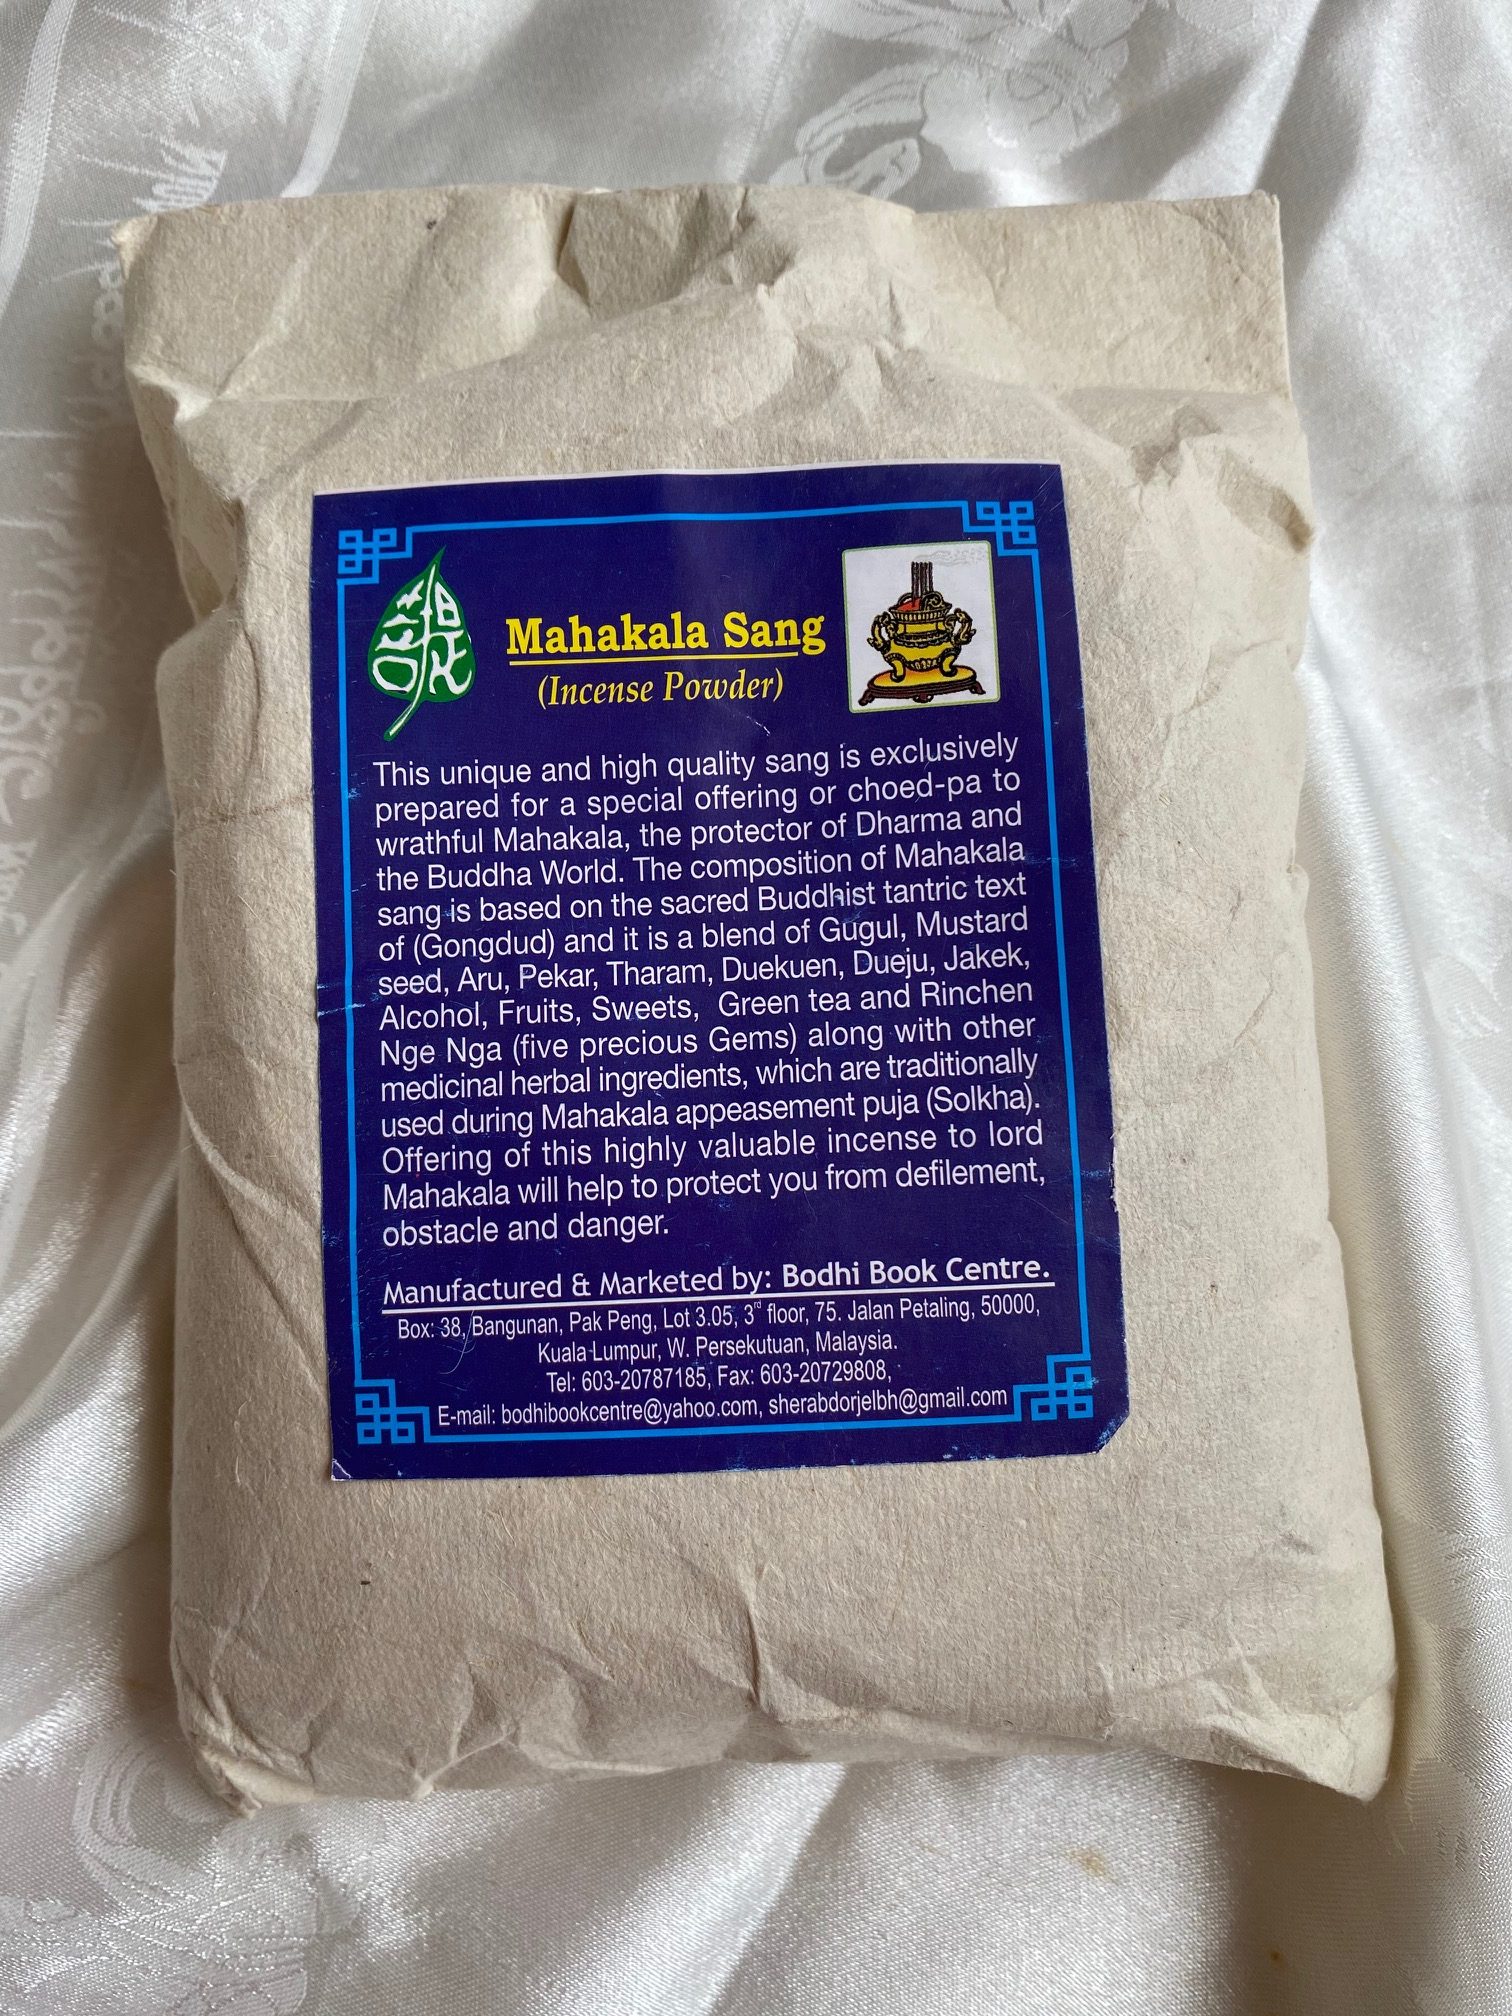 Mahakala Sang
(Incense Powder)
This unique and high quality sang is exclusively
prepared for a special offering or choed-pa to
wrathful Mahakala, the protector of Dharma and
the Buddha World. The composition of Mahakala
sang is based on the sacred Buddhist tantric text
of (Gongdud) and it is a blend of Gugul, Mustard
seed, Aru, Pekar, Tharam, Duekuen, Dueju, Jakek,
Alcohol, Fruits, Sweets, Green tea and Rinchen
Nge Nga (five precious Gems) along with other
medicinal herbal ingredients, which are traditionally
used during Mahakala appeasement puja (Solkha).
Offering of this highly valuable incense to lord
Mahakala will help to protect you from defilement,
obstacle and danger.
Manufactured & Marketed by: Bodhi Book Centre.
Box: 38, Bangunan, Pak Peng, Lot 3.05, 3rd floor, 75. Jalan Petaling, 50000,
Kuala Lumpur, W. Persekutuan, Malaysia.
Tel: 603-20787185, Fax: 603-20729808,
E-mail: bodhibookcentre@yahoo.com, sherabdorjelbh@gmail.com